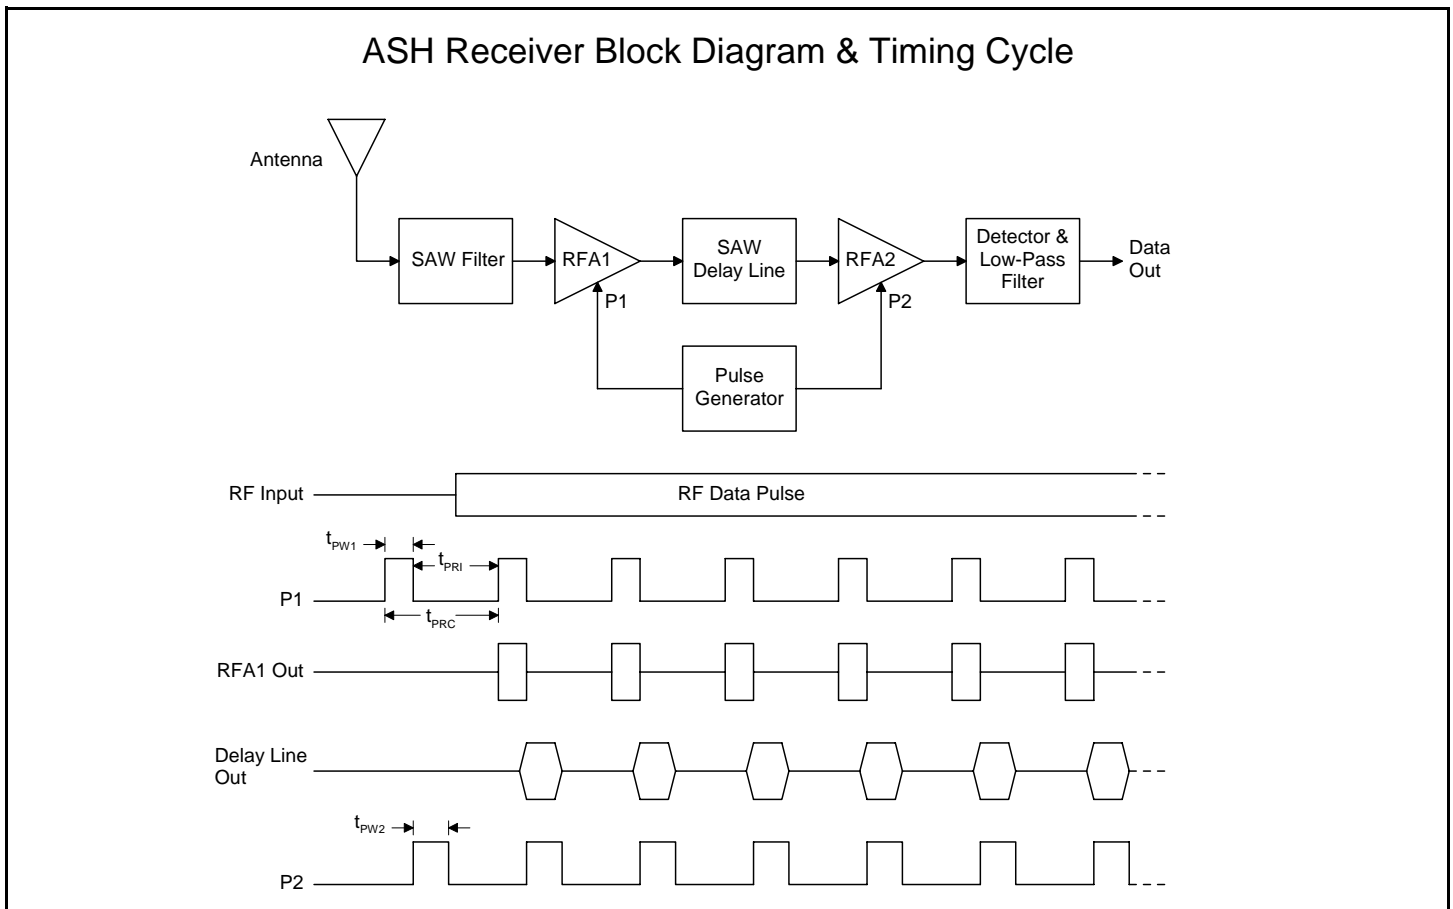 ASH Receiver Block Diagram & Timing Cycle
Antenna
SAW Filter
RFA1
SAW
Delay Line
RFA2
Detector &
Low-Pass
Filter
Data
Out
P1
P2
Pulse
Generator
RF Input
RF Data Pulse
tPW1
tPRI
P1
tPRC
RFA1 Out
Delay Line
Out
tPW2
P2